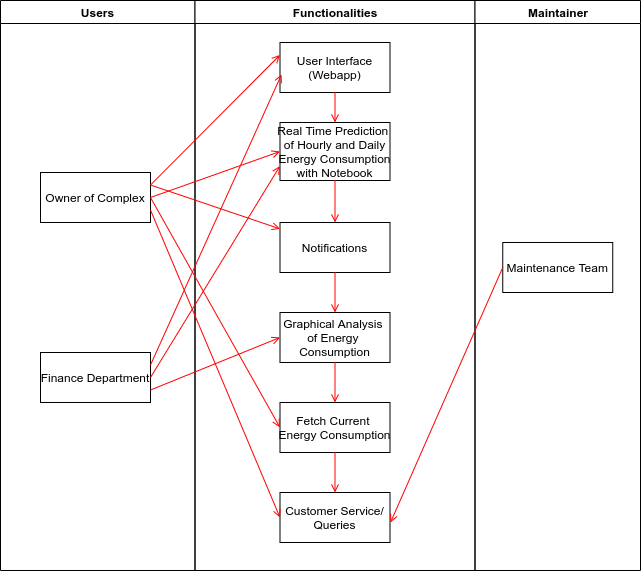 Users
Functionalities
Maintainer
User Interface
(Webapp)
Real Time Prediction
of Hourly and Daily
Energy Consumption
with Notebook
Owner of Complex
Notifications
Maintenance Team
Graphical Analysis
of Energy
Consumption
Finance Department
Fetch Current
Energy Consumption
Customer Service/
Queries